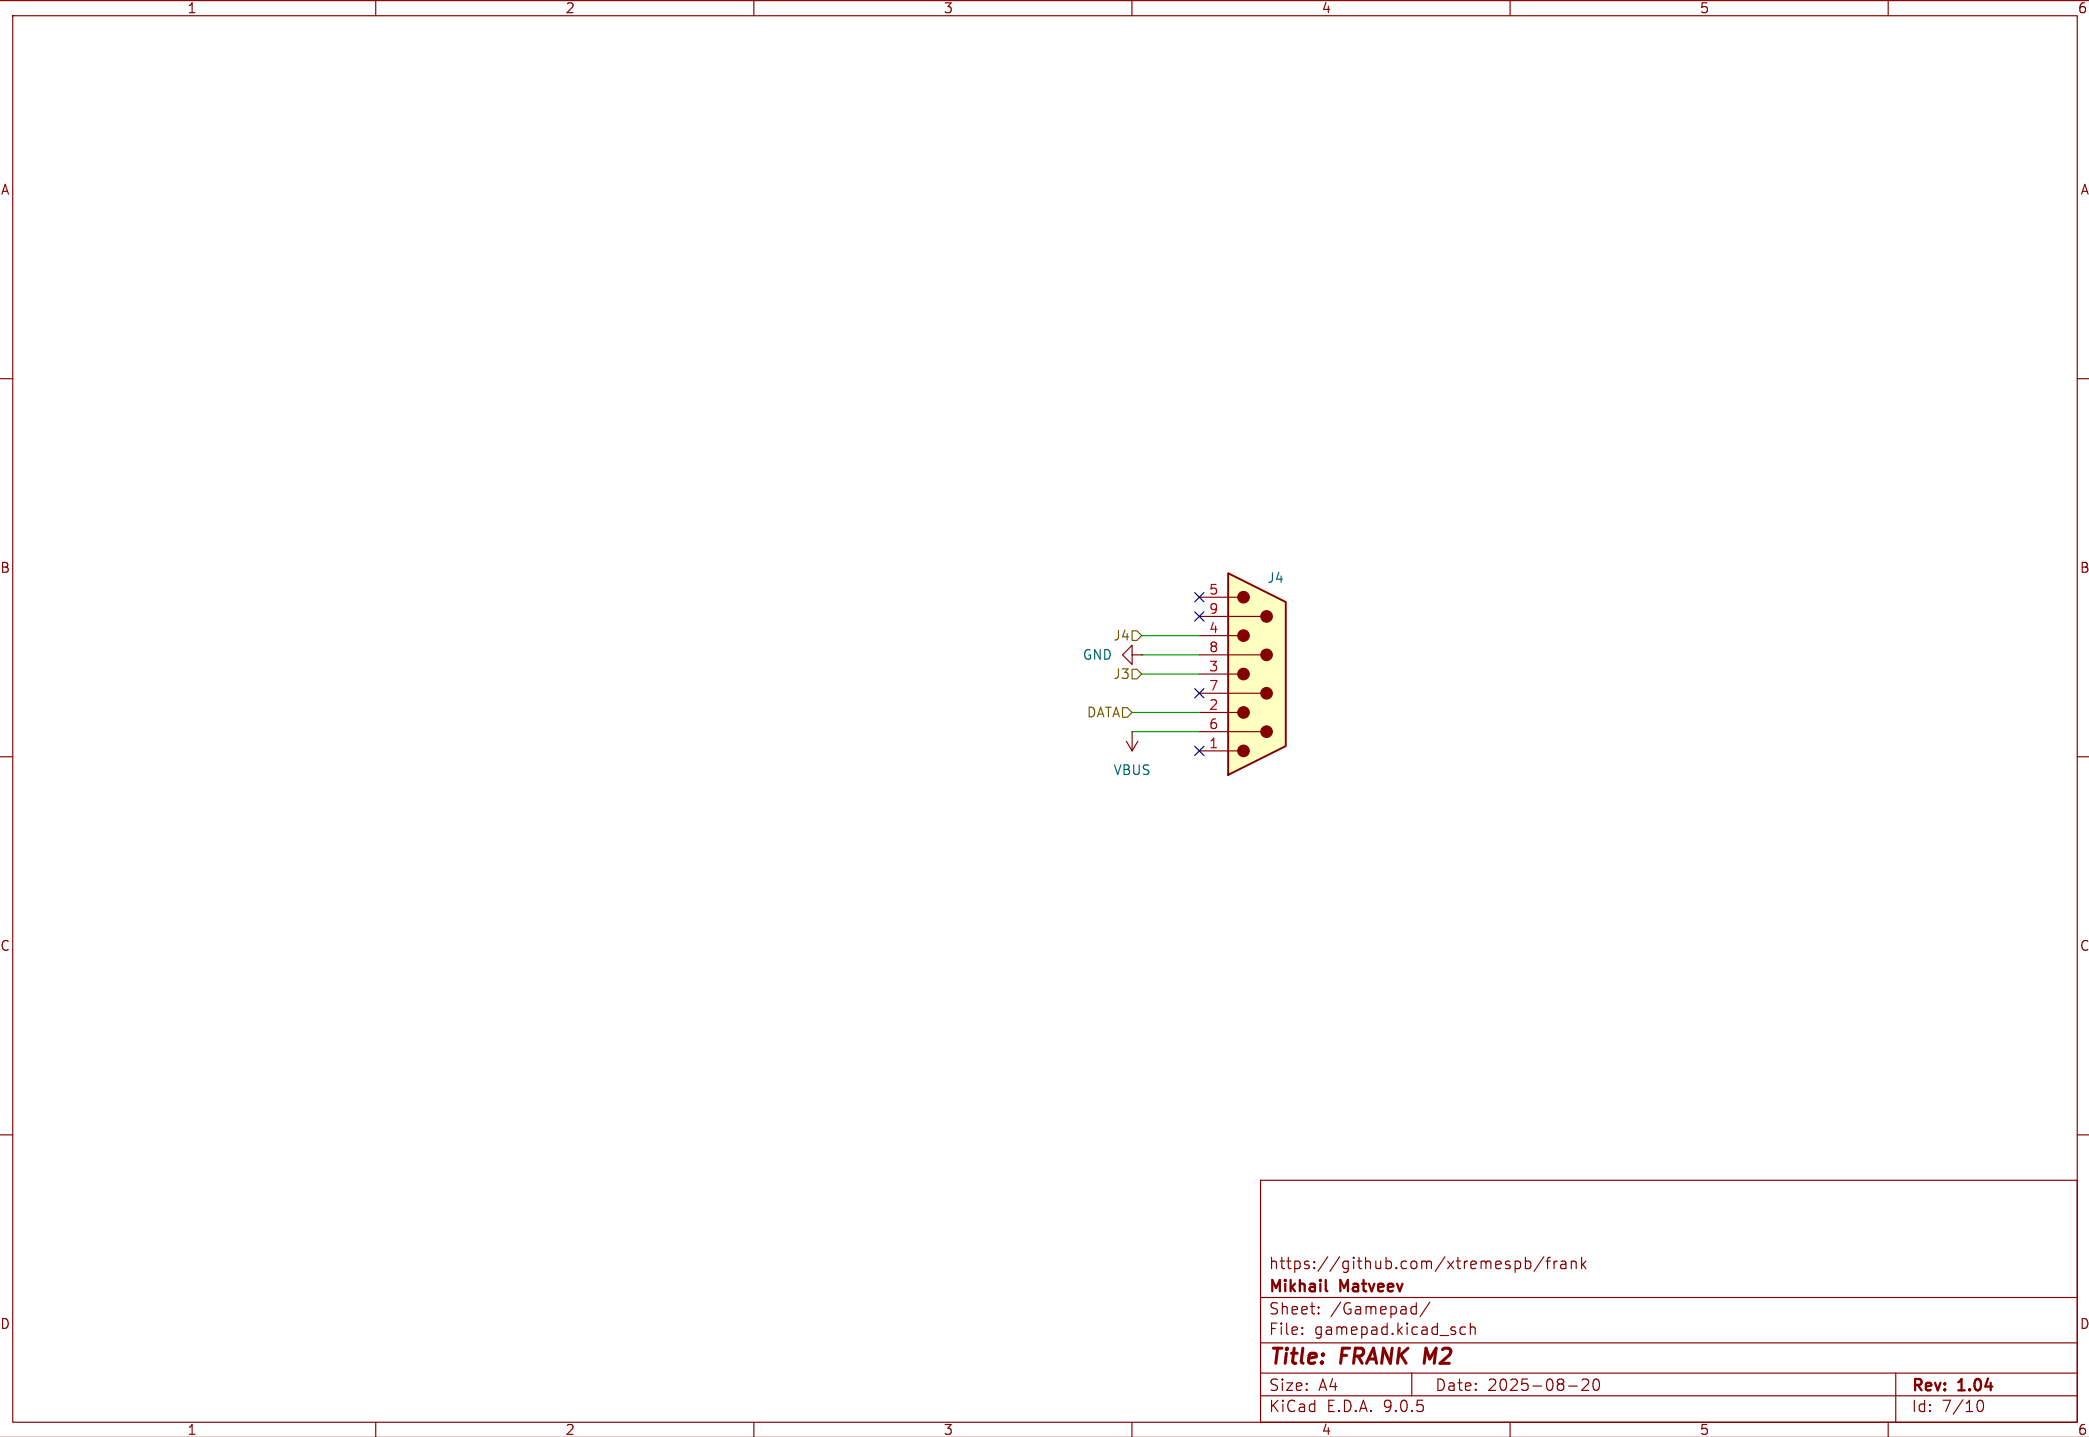 1 2 3 4 5 6
A A
J4
B B
5
9
J4 4
GND 8
J3 3
7
DATA 2
6
1
VBUS
C C
https://github.com/xtremespb/frank
Mikhail Matveev
Sheet: /Gamepad/
D D
File: gamepad.kicad_sch
Title: FRANK M2
Size: A4 Date: 2025-08-20 Rev: 1.04
KiCad E.D.A. 9.0.5 Id: 7/10
1 2 3 4 5 6